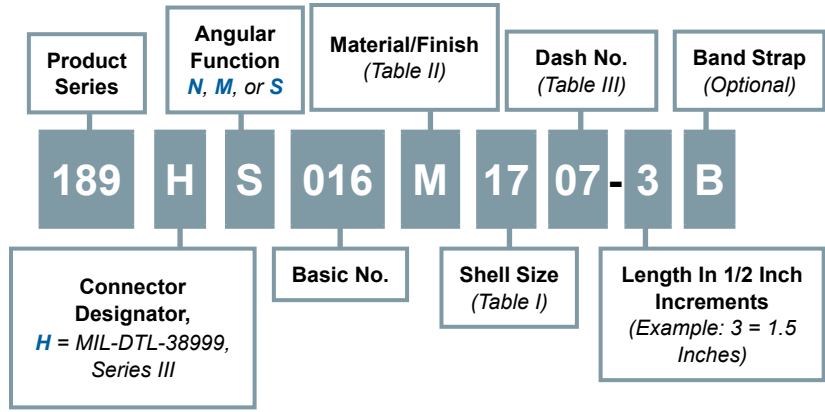 Product
Series
Angular
Function
N, M, or S
Material/Finish
(Table II)
Dash No.
(Table III)
Band Strap
(Optional)
189 H S 016 M 17 07 - 3 B
Connector
Designator,
H = MIL-DTL-38999,
Series III
Basic No.
Shell Size
(Table I)
Length In 1/2 Inch
Increments
(Example: 3 = 1.5
Inches)